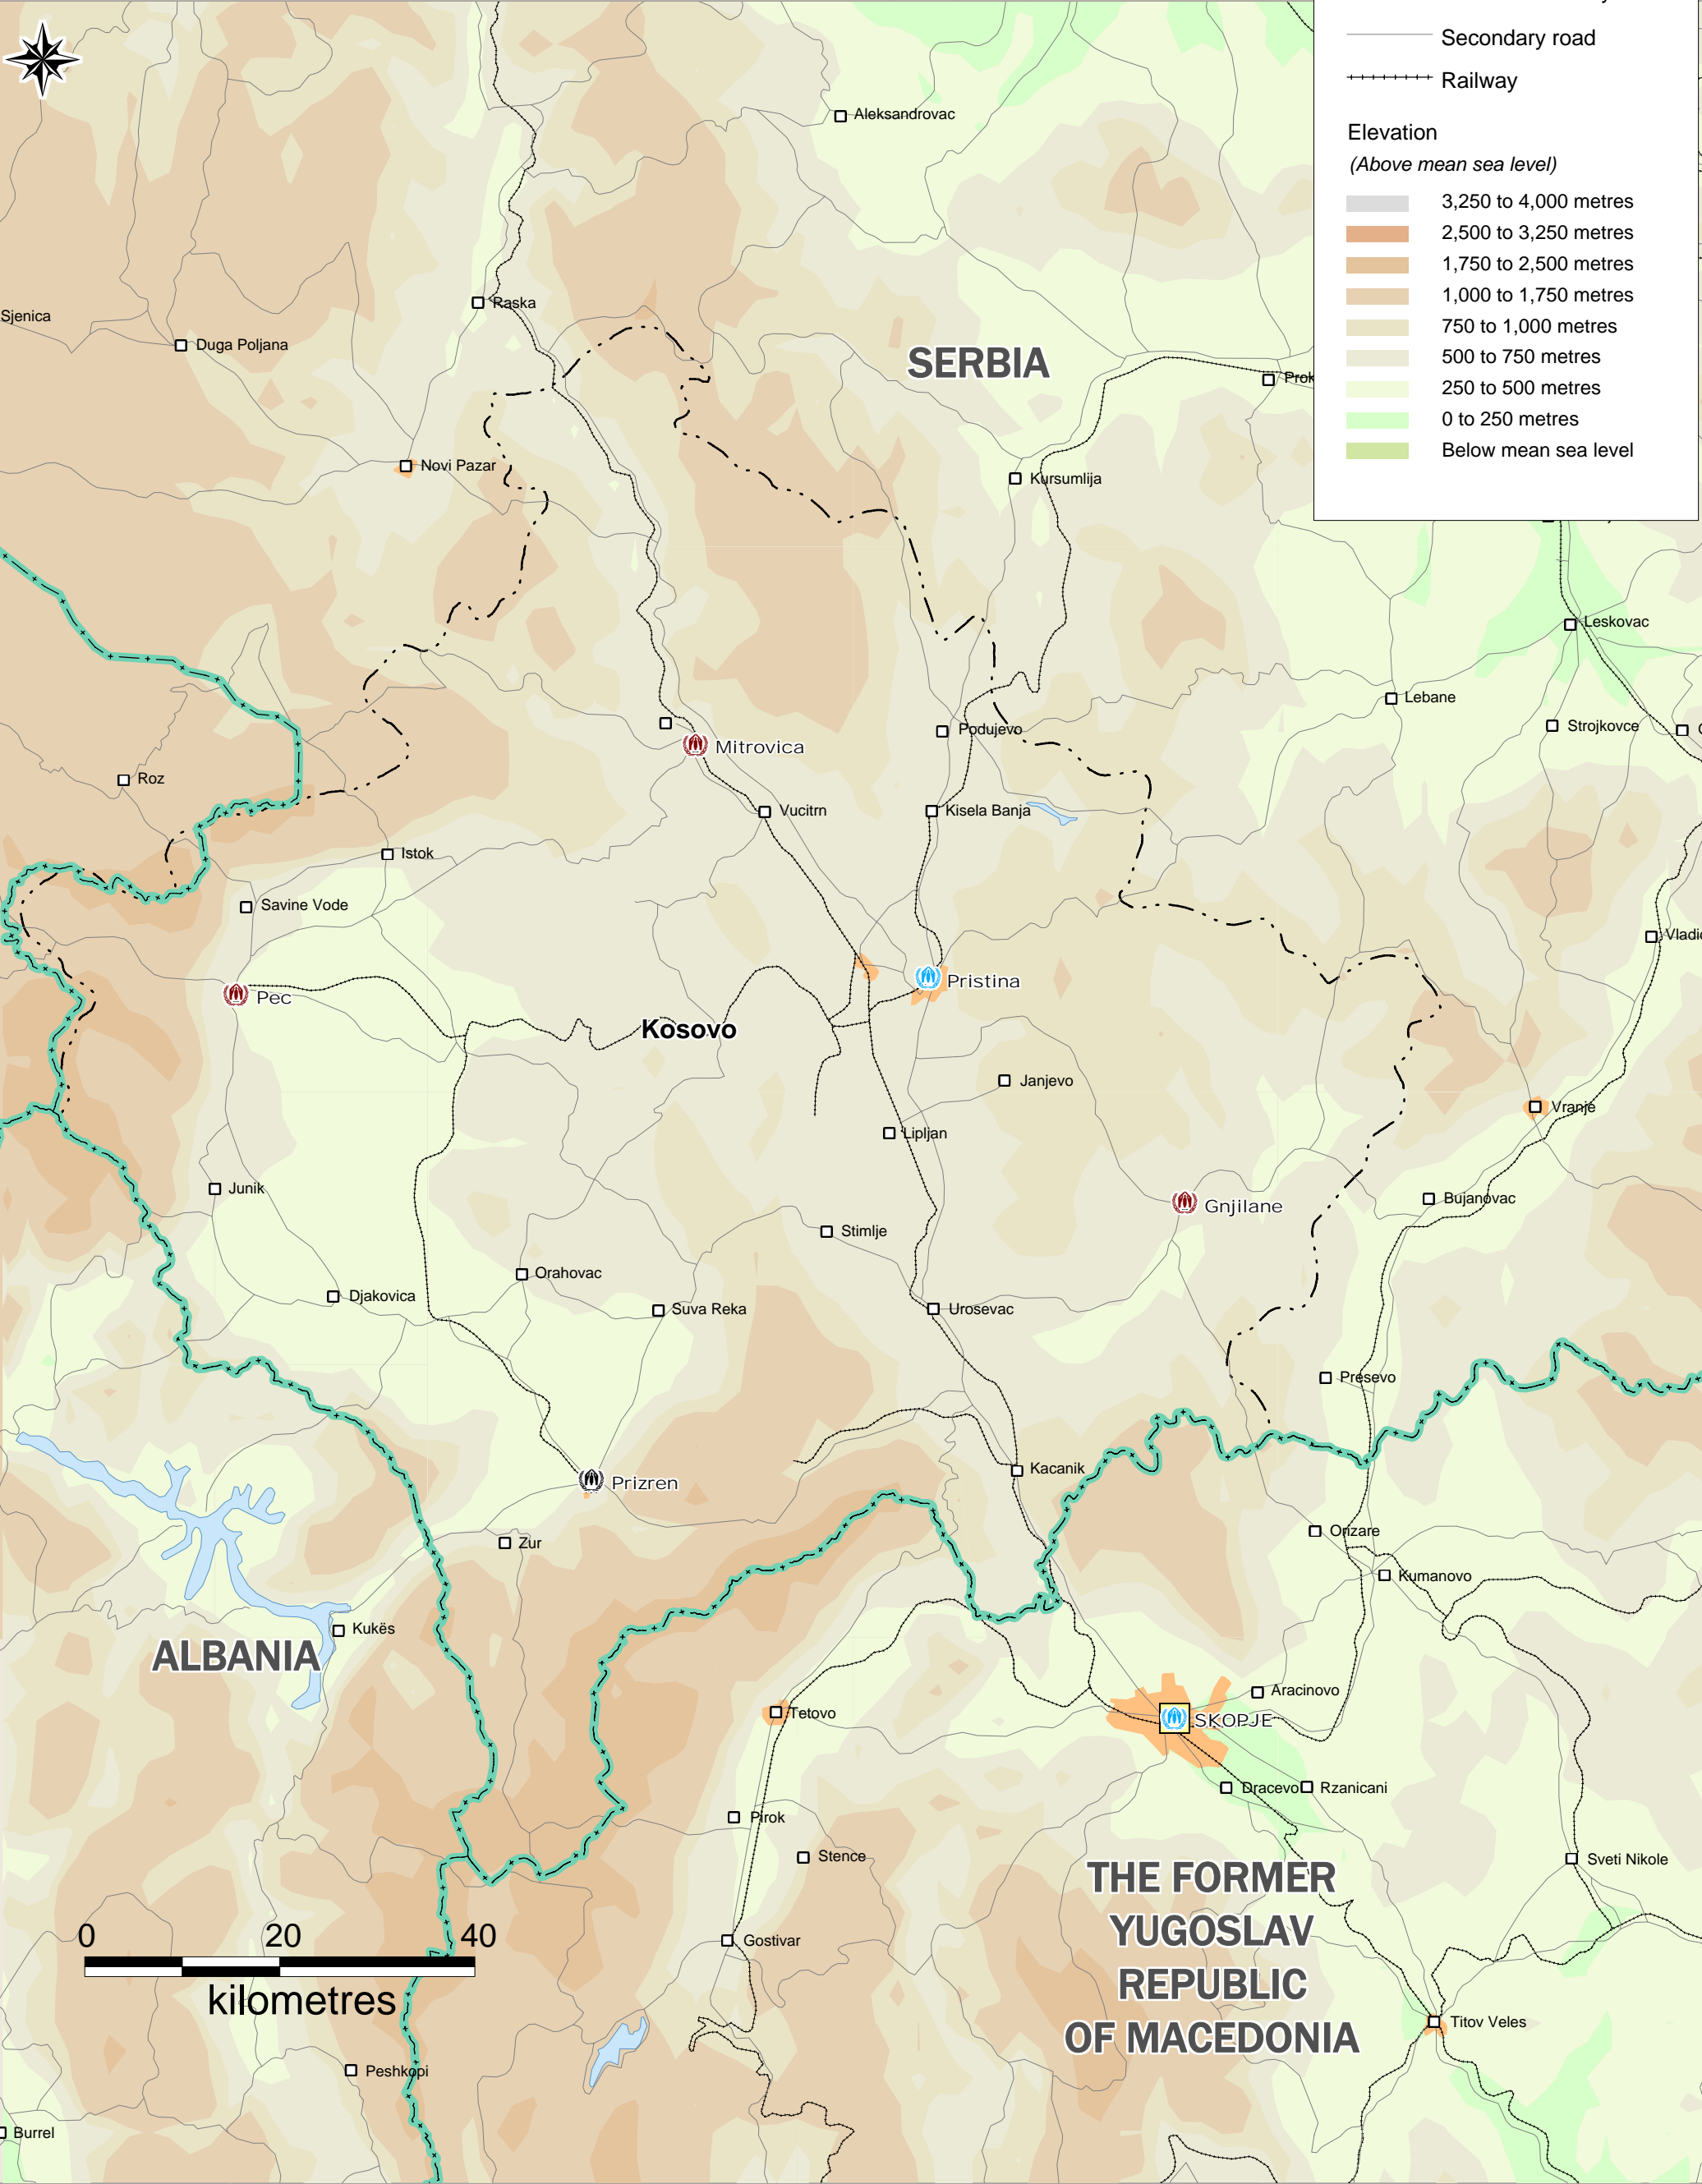 Secondary road
Railway
Elevation
(Above mean sea level)
3,250 to 4,000 metres
2,500 to 3,250 metres
1,750 to 2,500 metres
1,000 to 1,750 metres
750 to 1,000 metres
500 to 750 metres
250 to 500 metres
0 to 250 metres
Below mean sea level
Aleksandrovac
Raska
Sjenica
Duga Poljana
SERBIA
Prok
Novi Pazar
Kursumlija
Leskovac
Lebane
Strojkovce
Podujevo
Mitrovica
Roz
Vucitrn
Kisela Banja
Istok
Savine Vode
Vladic
Pristina
Pec
Kosovo
Janjevo
Vranje
Lipljan
Junik
Bujanovac
Gnjilane
Stimlje
Orahovac
Djakovica
Suva Reka
Urosevac
Presevo
Kacanik
Prizren
Orizare
Zur
Kumanovo
Kukës
ALBANIA
Aracinovo
Tetovo
SKOPJE
Dracevo
Rzanicani
Pirok
Stence
Sveti Nikole
THE FORMER
YUGOSLAV
REPUBLIC
OF MACEDONIA
0 20 40
kilometres
Gostivar
Titov Veles
Peshkopi
Burrel